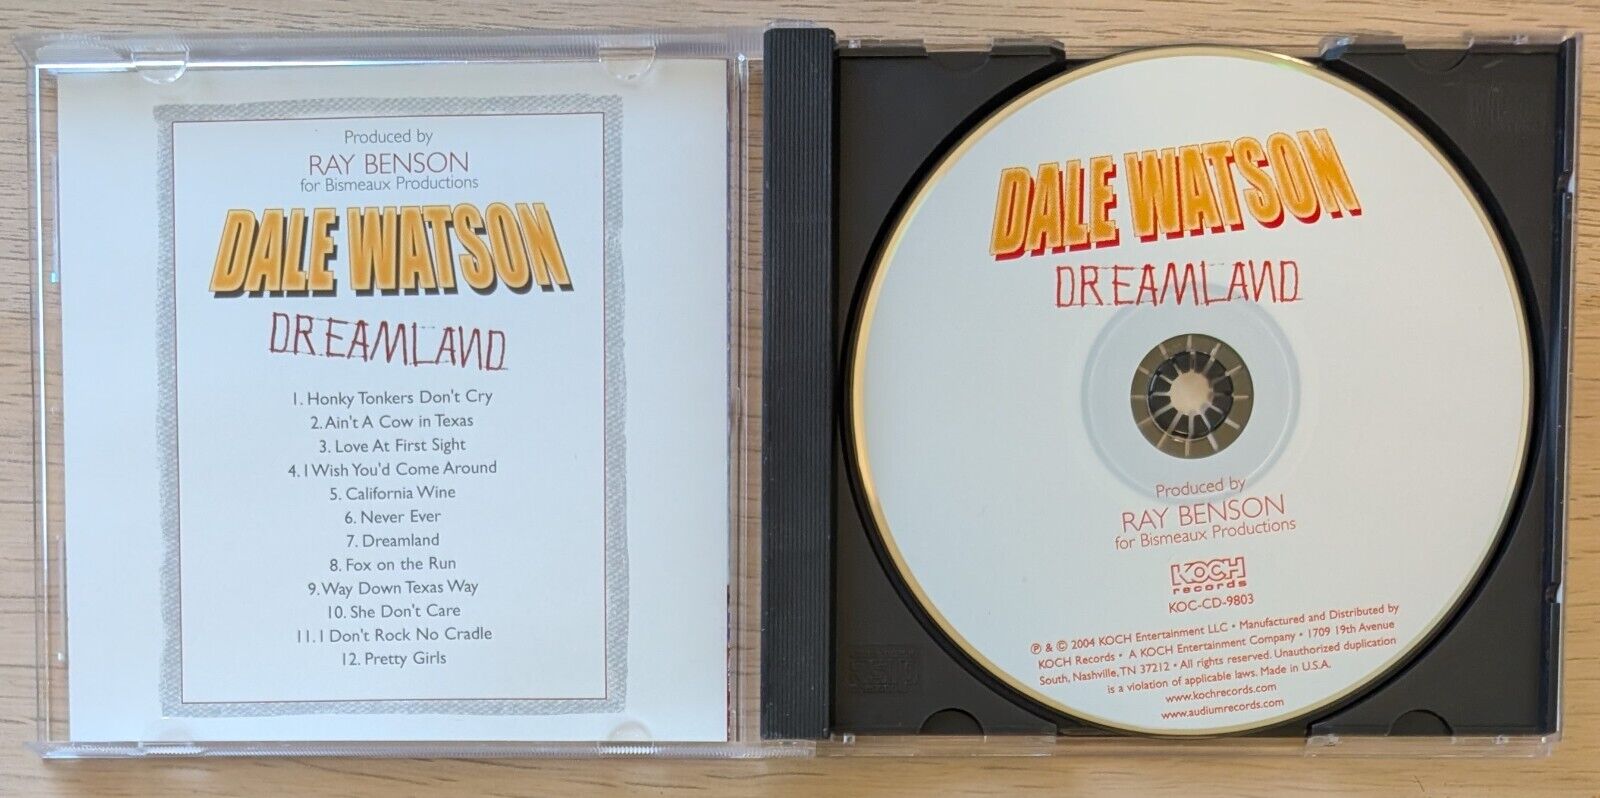 Produced by
RAY BENSON
for Bismeaux Productions
DALE WATSON
DREAMLAND
1. Honky Tonkers Don't Cry
2. Ain't A Cow in Texas
3. Love At First Sight
4. I Wish You'd Come Around
5. California Wine
6. Never Ever
7. Dreamland
8. Fox on the Run
9. Way Down Texas Way
10. She Don't Care
11. I Don't Rock No Cradle
12. Pretty Girls
DALE WATSON
DREAMLAND
Produced by
RAY BENSON
for Bismeaux Productions
KOCH
records
KOC-CD-9803
℗ & © 2004 KOCH Entertainment LLC • Manufactured and Distributed by
KOCH Records • A KOCH Entertainment Company • 1709 19th Avenue
South, Nashville, TN 37212 • All rights reserved. Unauthorized duplication
is a violation of applicable laws. Made in U.S.A.
www.kochrecords.com
www.audiumrecords.com